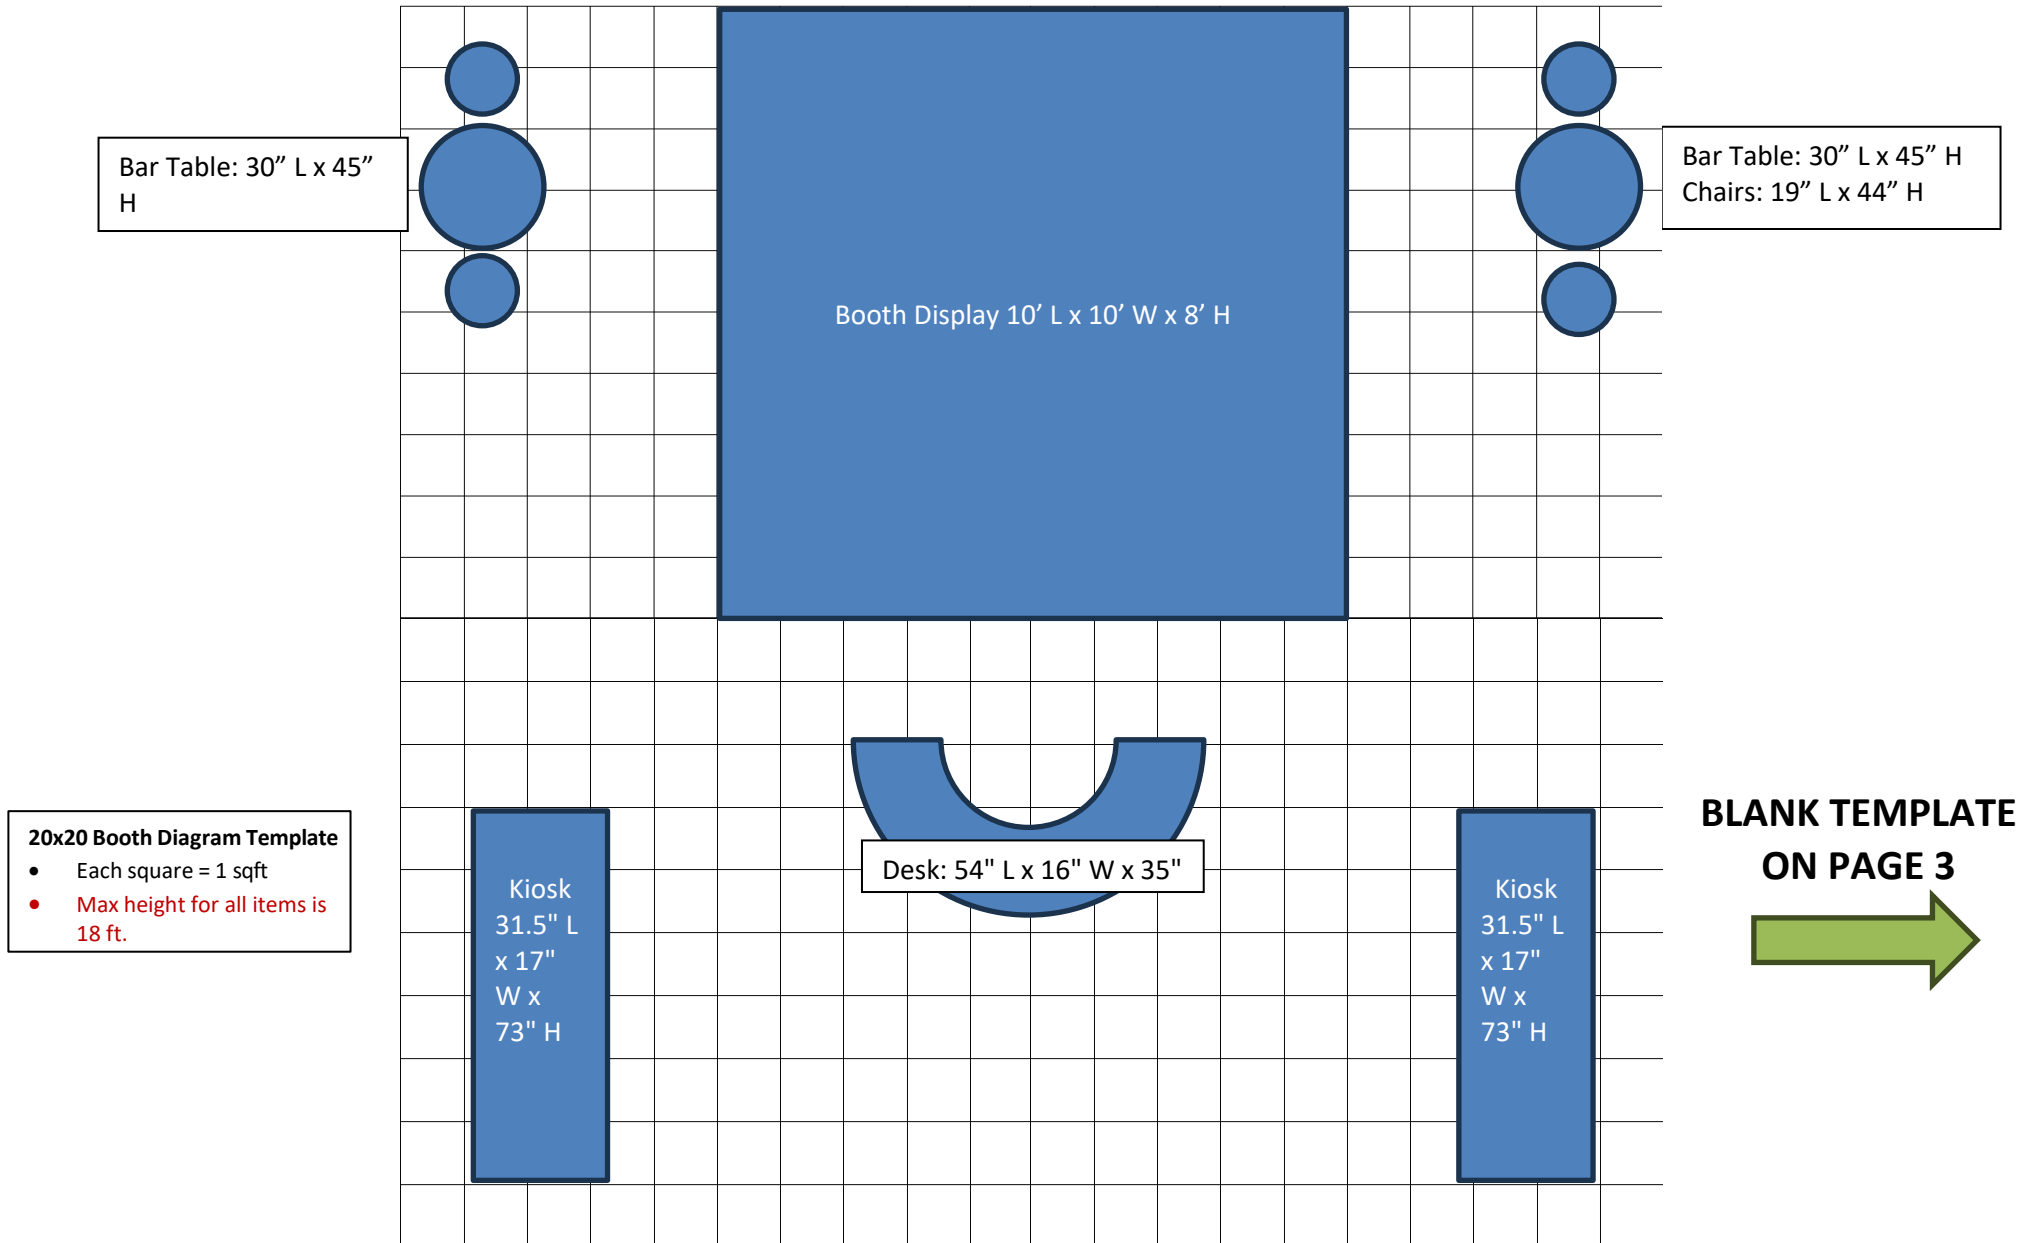 Bar Table: 30” L x 45”
H
Bar Table: 30” L x 45” H
Chairs: 19” L x 44” H
Booth Display 10’ L x 10’ W x 8’ H
20x20 Booth Diagram Template
• Each square = 1 sqft
• Max height for all items is
18 ft.
Kiosk
31.5" L
x 17"
W x
73" H
Desk: 54" L x 16" W x 35"
Kiosk
31.5" L
x 17"
W x
73" H
BLANK TEMPLATE
ON PAGE 3